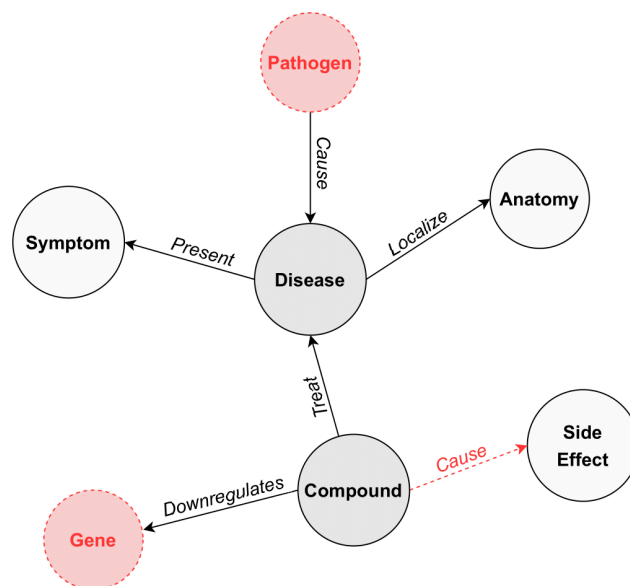 Pathogen
Cause
Anatomy
Symptom
Present
Localize
Disease
Treat
Side
Effect
Cause
Compound
Downregulates
Gene